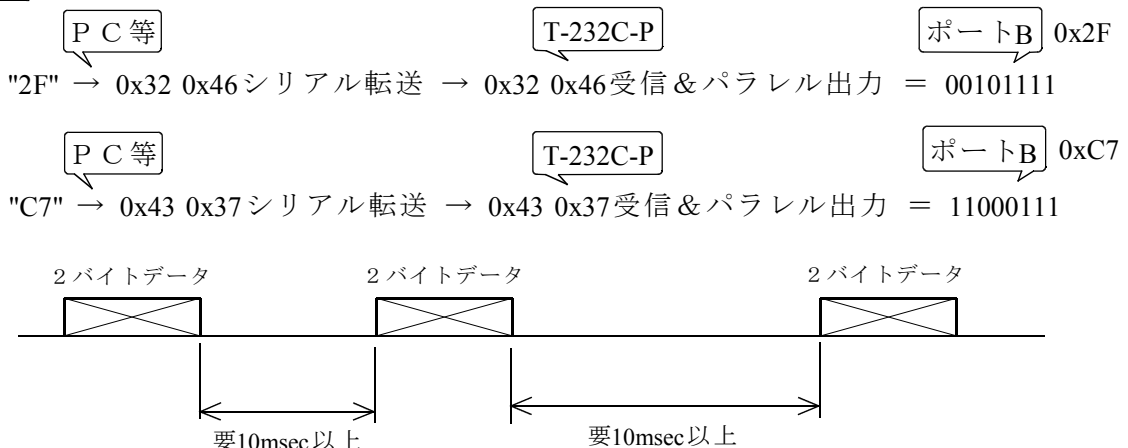 ＰＣ等 T-232C-P ポートB 0x2F
"2F" → 0x32 0x46シリアル転送 → 0x32 0x46受信＆パラレル出力 ＝ 00101111
ＰＣ等 T-232C-P ポートB 0xC7
"C7" → 0x43 0x37シリアル転送 → 0x43 0x37受信＆パラレル出力 ＝ 11000111
２バイトデータ ２バイトデータ ２バイトデータ
要10msec以上 要10msec以上